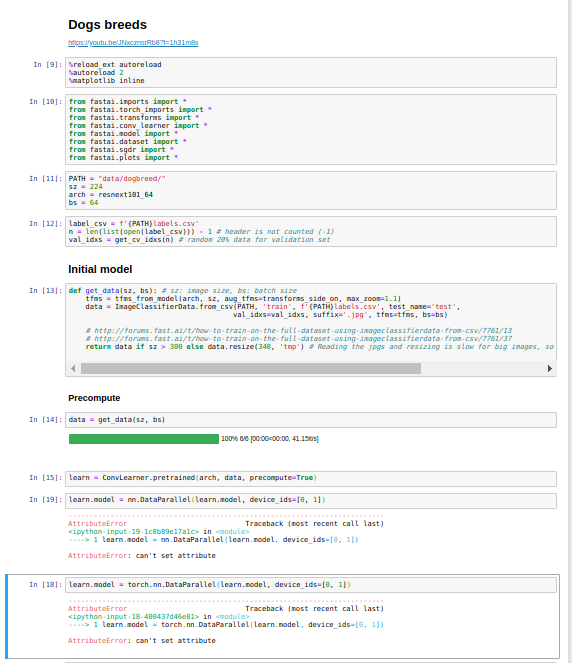 Dogs breeds
https://youtu.be/JNxcznsrRb8?t=1h31m8s
In [9]: %reload_ext autoreload
%autoreload 2
%matplotlib inline
In [10]: from fastai.imports import *
from fastai.torch_imports import *
from fastai.transforms import *
from fastai.conv_learner import *
from fastai.model import *
from fastai.dataset import *
from fastai.sgdr import *
from fastai.plots import *
In [11]: PATH = "data/dogbreed/"
sz = 224
arch = resnext101_64
bs = 64
In [12]: label_csv = f'{PATH}labels.csv'
n = len(list(open(label_csv))) - 1 # header is not counted (-1)
val_idxs = get_cv_idxs(n) # random 20% data for validation set
Initial model
In [13]: def get_data(sz, bs): # sz: image size, bs: batch size
tfms = tfms_from_model(arch, sz, aug_tfms=transforms_side_on, max_zoom=1.1)
data = ImageClassifierData.from_csv(PATH, 'train', f'{PATH}labels.csv', test_name='test',
val_idxs=val_idxs, suffix='.jpg', tfms=tfms, bs=bs)
# http://forums.fast.ai/t/how-to-train-on-the-full-dataset-using-imageclassifierdata-from-csv/7761/13
# http://forums.fast.ai/t/how-to-train-on-the-full-dataset-using-imageclassifierdata-from-csv/7761/37
return data if sz > 300 else data.resize(340, 'tmp') # Reading the jpgs and resizing is slow for big images, so
Precompute
In [14]: data = get_data(sz, bs)
100% 6/6 [00:00<00:00, 41.15it/s]
In [15]: learn = ConvLearner.pretrained(arch, data, precompute=True)
In [19]: learn.model = nn.DataParallel(learn.model, device_ids=[0, 1])
---------------------------------------------------------------------------
AttributeError Traceback (most recent call last)
<ipython-input-19-1c8b89e17a1c> in <module>
----> 1 learn.model = nn.DataParallel(learn.model, device_ids=[0, 1])
AttributeError: can't set attribute
In [18]: learn.model = torch.nn.DataParallel(learn.model, device_ids=[0, 1])
---------------------------------------------------------------------------
AttributeError Traceback (most recent call last)
<ipython-input-18-400437d46e81> in <module>
----> 1 learn.model = torch.nn.DataParallel(learn.model, device_ids=[0, 1])
AttributeError: can't set attribute